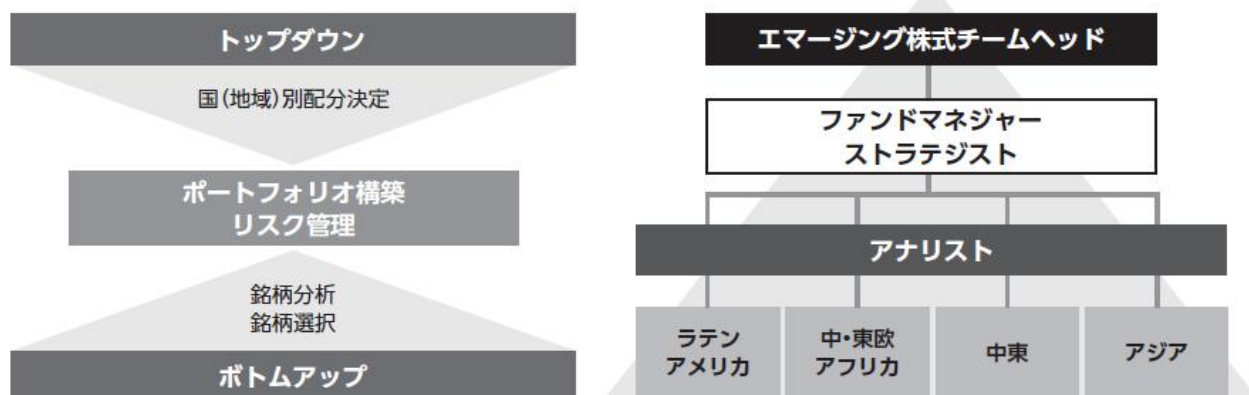 トップダウン
国(地域)別配分決定
ポートフォリオ構築
リスク管理
銘柄分析
銘柄選択
ボトムアップ
エマージング株式チームヘッド
ファンドマネジャー
ストラテジスト
アナリスト
ラテン
アメリカ
中・東欧
アフリカ
中東
アジア